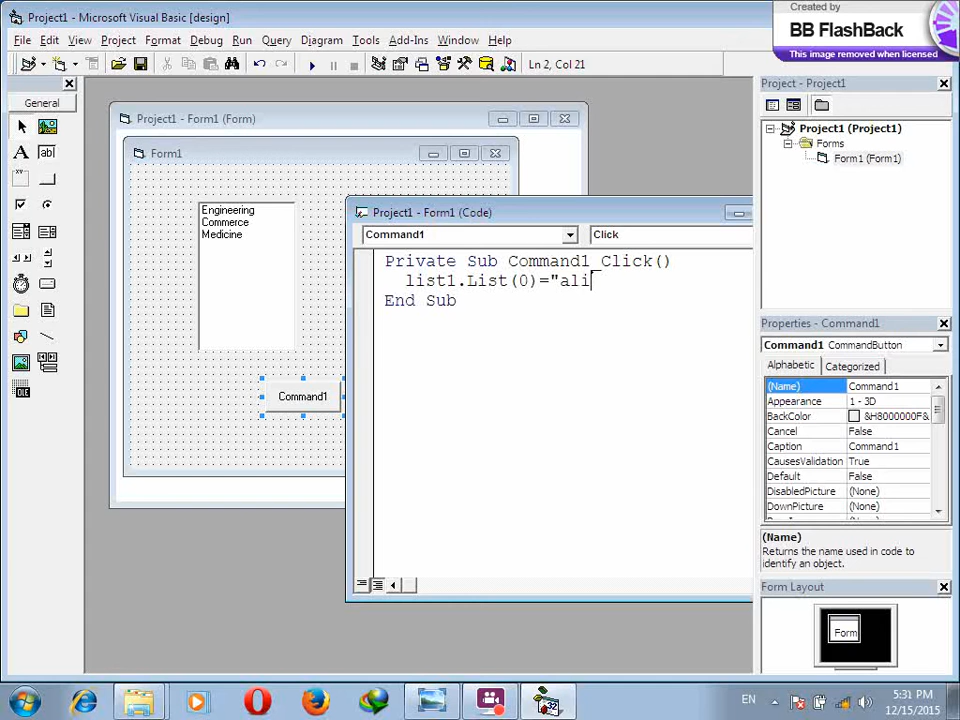 Project1 - Microsoft Visual Basic [design]
Created by
BB FlashBack
This image removed when licensed
File Edit View Project Format Debug Run Query Diagram Tools Add-Ins Window Help
Ln 2, Col 21
General
Project1 - Form1 (Form)
Form1
Engineering
Commerce
Medicine
Command1
Project1 - Form1 (Code)
Command1 Click
Private Sub Command1_Click()
list1.List(0)="ali
End Sub
Project - Project1
Project1 (Project1)
Forms
Form1 (Form1)
Properties - Command1
Command1 CommandButton
Alphabetic Categorized
(Name) Command1
Appearance 1 - 3D
BackColor &H8000000F&
Cancel False
Caption Command1
CausesValidation True
Default False
DisabledPicture (None)
DownPicture (None)
(Name)
Returns the name used in code to
identify an object.
Form Layout
Form
EN
5:31 PM
12/15/2015